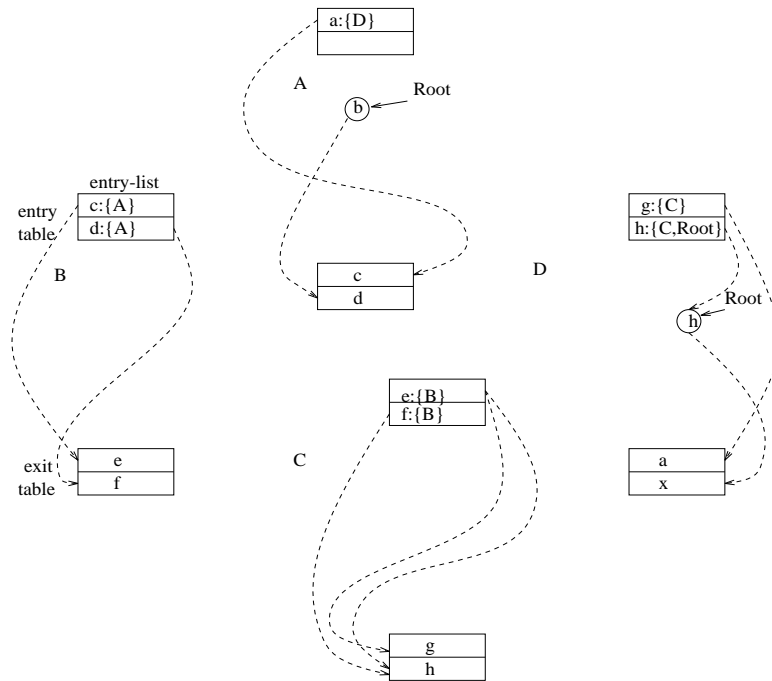 a:{D}
A
b
Root
entry-list
entry
table
c:{A}
d:{A}
B
c
d
D
g:{C}
h:{C,Root}
h
Root
e:{B}
f:{B}
C
exit
table
e
f
a
x
g
h